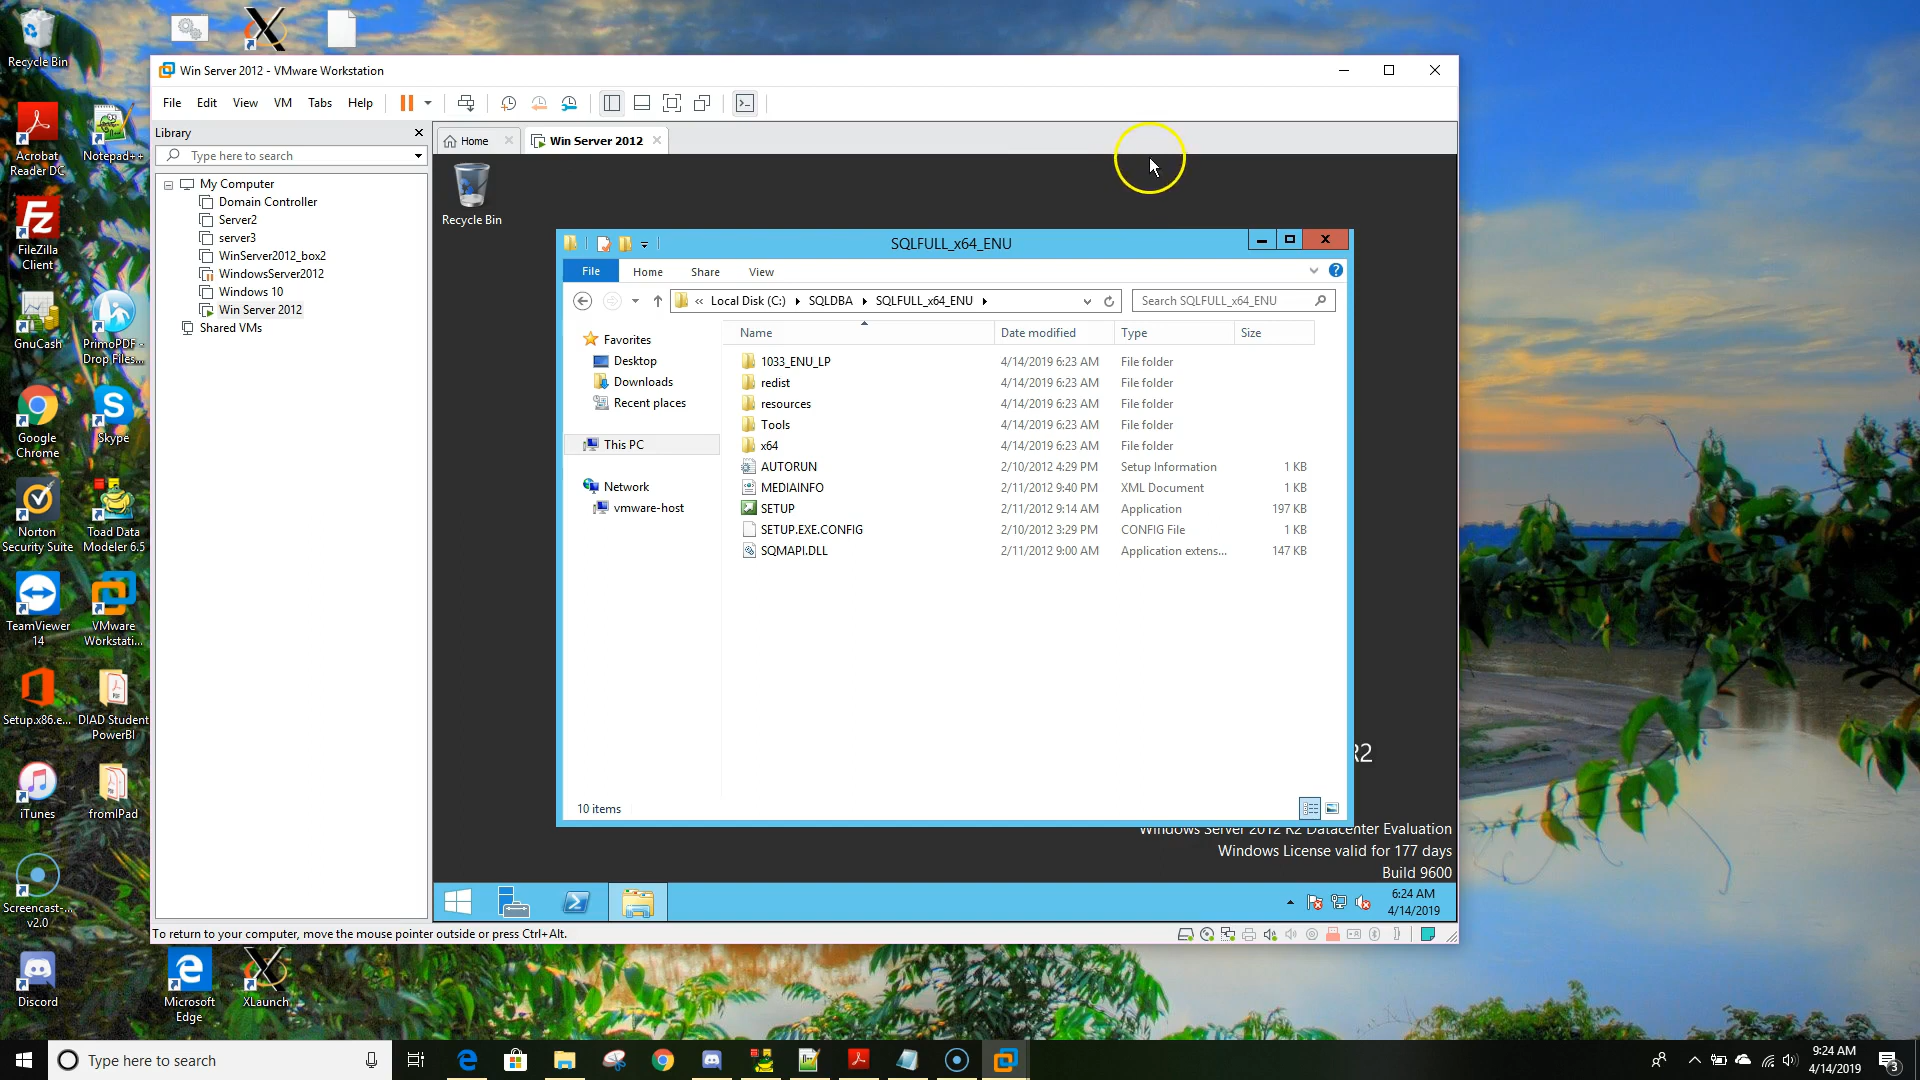 Recycle Bin
Acrobat
Reader DC
Notepad++
FileZilla
Client
GnuCash
PrimoPDF -
Drop Files...
Google
Chrome
Skype
Norton
Security Suite
Toad Data
Modeler 6.5
TeamViewer
14
VMware
Workstati...
Setup.x86.e...
DIAD Student
PowerBI
iTunes
fromIPad
Screencast-...
v2.0
Discord
Microsoft
Edge
XLaunch
Win Server 2012 - VMware Workstation
File Edit View VM Tabs Help
Library
Type here to search
My Computer
Domain Controller
Server2
server3
WinServer2012_box2
WindowsServer2012
Windows 10
Win Server 2012
Shared VMs
Home
Win Server 2012
Recycle Bin
SQLFULL_x64_ENU
File Home Share View
« Local Disk (C:) SQLDBA SQLFULL_x64_ENU
Search SQLFULL_x64_ENU
Favorites
Desktop
Downloads
Recent places
This PC
Network
vmware-host
Name Date modified Type Size
1033_ENU_LP 4/14/2019 6:23 AM File folder
redist 4/14/2019 6:23 AM File folder
resources 4/14/2019 6:23 AM File folder
Tools 4/14/2019 6:23 AM File folder
x64 4/14/2019 6:23 AM File folder
AUTORUN 2/10/2012 4:29 PM Setup Information 1 KB
MEDIAINFO 2/11/2012 9:40 PM XML Document 1 KB
SETUP 2/11/2012 9:14 AM Application 197 KB
SETUP.EXE.CONFIG 2/10/2012 3:29 PM CONFIG File 1 KB
SQMAPI.DLL 2/11/2012 9:00 AM Application extens... 147 KB
10 items
R2
Windows Server 2012 R2 Datacenter Evaluation
Windows License valid for 177 days
Build 9600
6:24 AM
4/14/2019
To return to your computer, move the mouse pointer outside or press Ctrl+Alt.
Type here to search
9:24 AM
4/14/2019
3